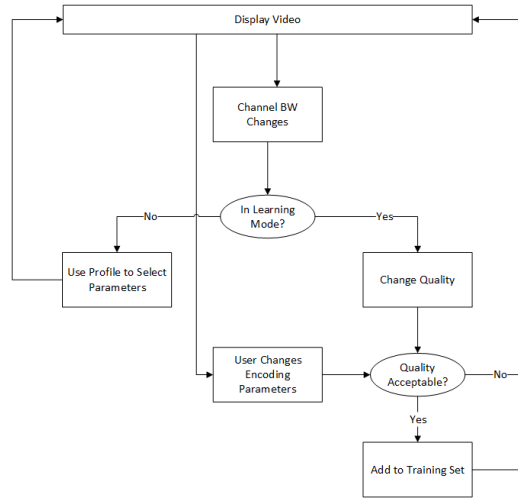 Display Video
Channel BW
Changes
In Learning
Mode?
No
Yes
Use Profile to Select
Parameters
Change Quality
User Changes
Encoding
Parameters
Quality
Acceptable?
No
Yes
Add to Training Set